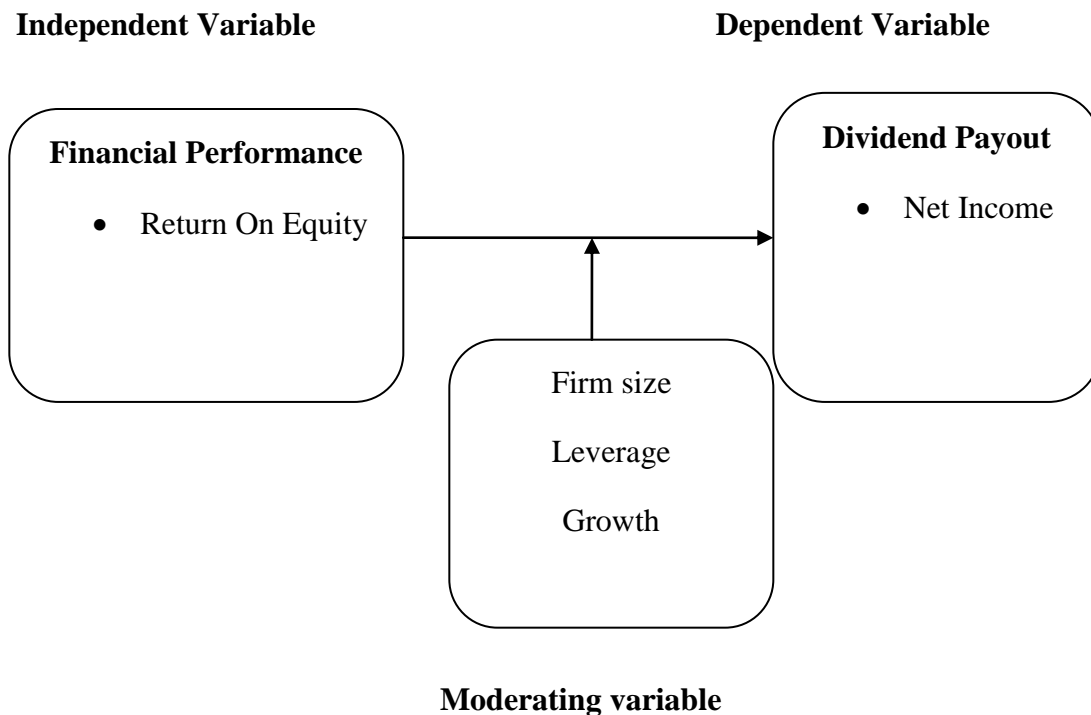 Independent Variable
Dependent Variable
Financial Performance
• Return On Equity
Dividend Payout
• Net Income
Firm size
Leverage
Growth
Moderating variable